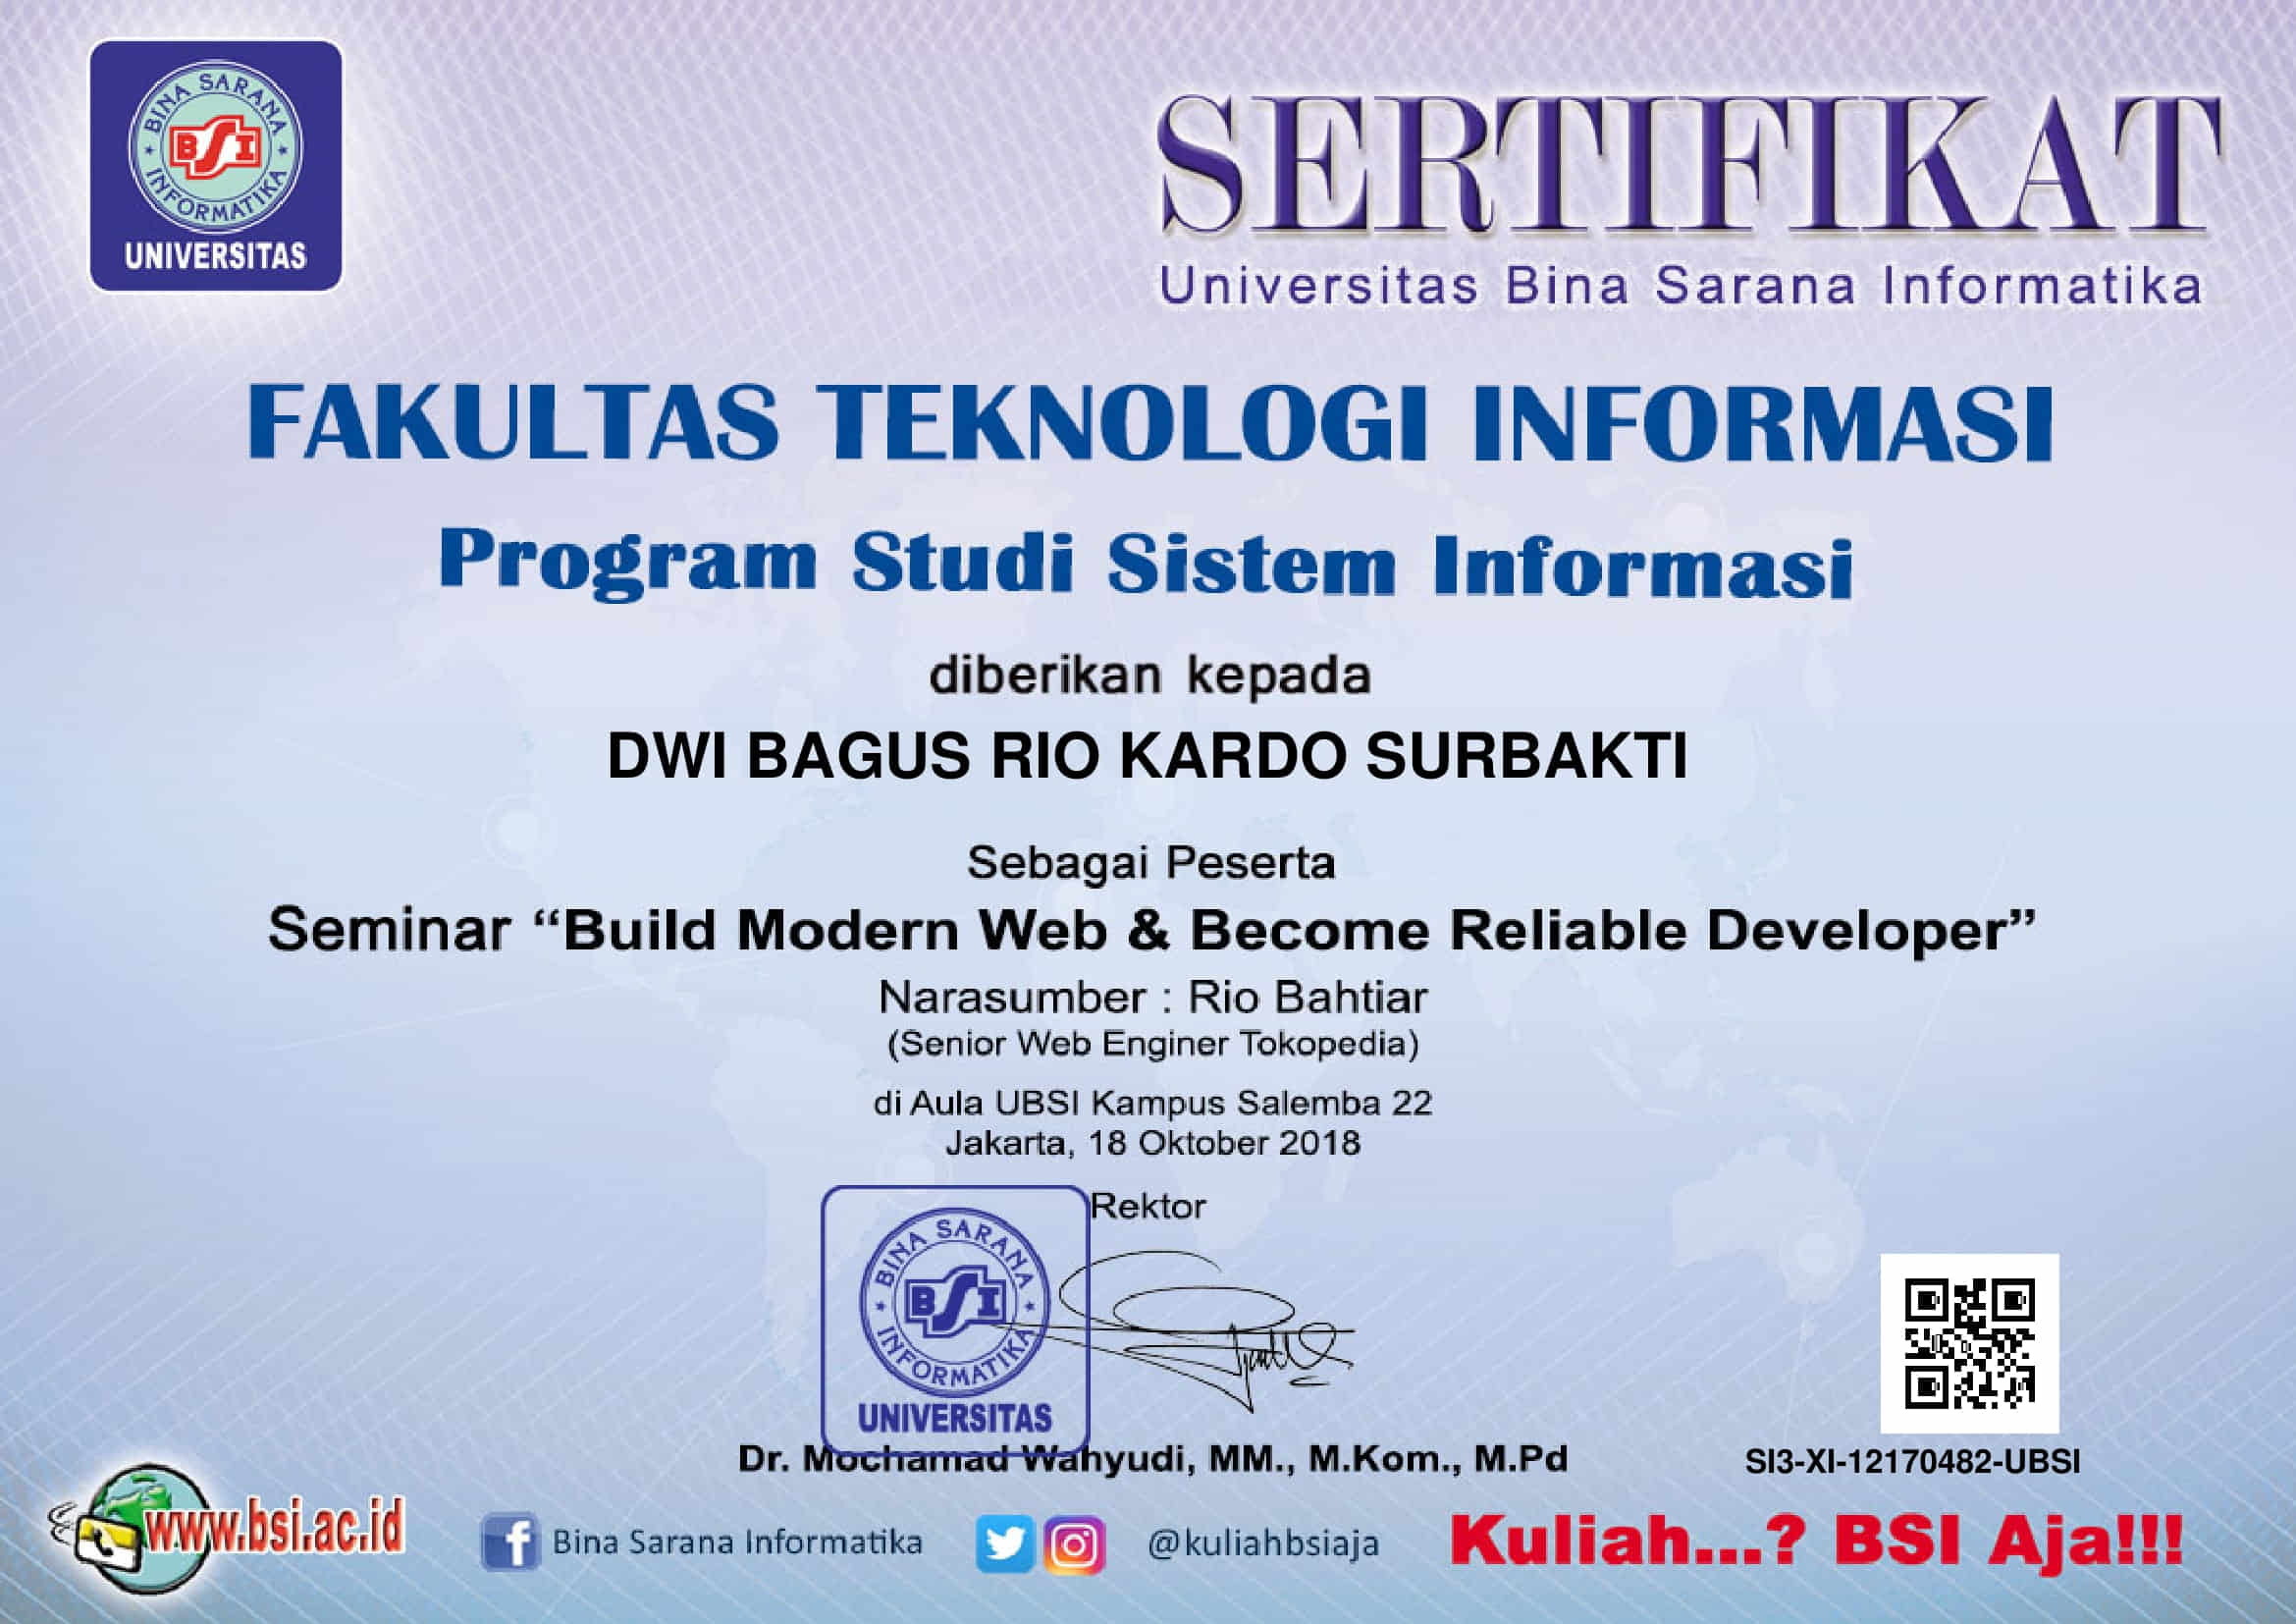 BINA SARANA
BSI
INFORMATIKA
UNIVERSITAS
SERTIFIKAT
Universitas Bina Sarana Informatika
FAKULTAS TEKNOLOGI INFORMASI
Program Studi Sistem Informasi
diberikan kepada
DWI BAGUS RIO KARDO SURBAKTI
Sebagai Peserta
Seminar “Build Modern Web & Become Reliable Developer”
Narasumber : Rio Bahtiar
(Senior Web Enginer Tokopedia)
di Aula UBSI Kampus Salemba 22
Jakarta, 18 Oktober 2018
Rektor
BINA SARANA
BSI
INFORMATIKA
UNIVERSITAS
Dr. Mochamad Wahyudi, MM., M.Kom., M.Pd
SI3-XI-12170482-UBSI
www.bsi.ac.id
Bina Sarana Informatika
@kuliahbsiaja
Kuliah...? BSI Aja!!!